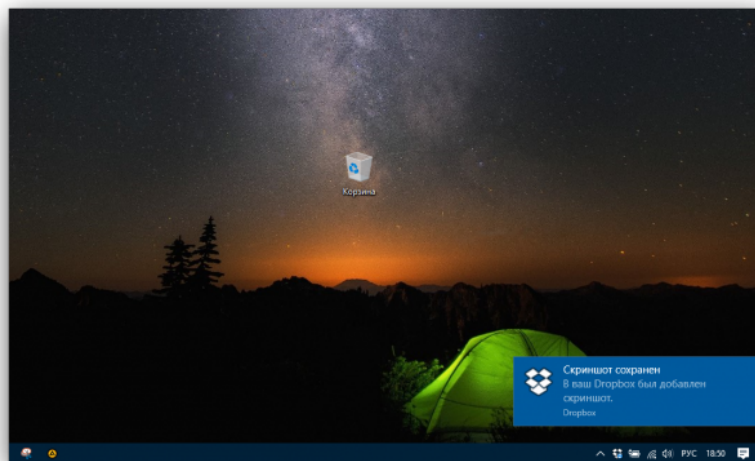 Корзина
Скриншот сохранен
В ваш Dropbox был добавлен
скриншот.
Dropbox
РУС 18:50